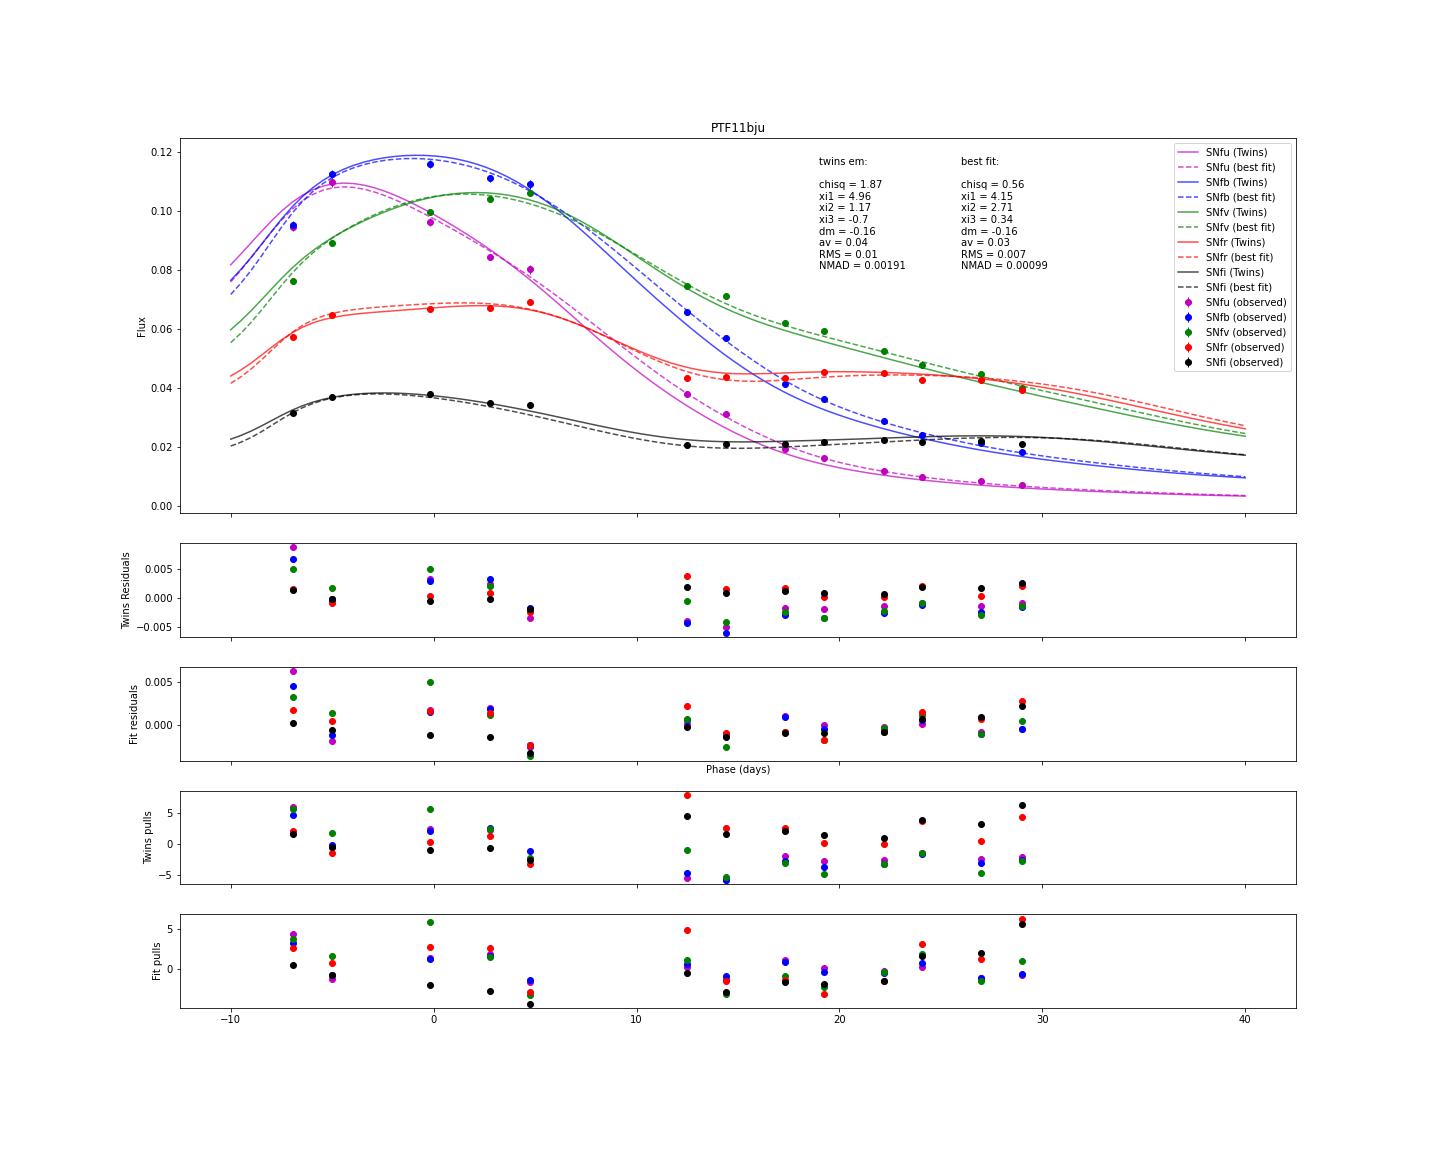 PTF11bju
0.12
0.10
0.08
0.06
0.04
0.02
0.00
Flux
twins em:
chisq = 1.87
xi1 = 4.96
xi2 = 1.17
xi3 = -0.7
dm = -0.16
av = 0.04
RMS = 0.01
NMAD = 0.00191
best fit:
chisq = 0.56
xi1 = 4.15
xi2 = 2.71
xi3 = 0.34
dm = -0.16
av = 0.03
RMS = 0.007
NMAD = 0.00099
SNfu (Twins)
SNfu (best fit)
SNfb (Twins)
SNfb (best fit)
SNfv (Twins)
SNfv (best fit)
SNfr (Twins)
SNfr (best fit)
SNfi (Twins)
SNfi (best fit)
SNfu (observed)
SNfb (observed)
SNfv (observed)
SNfr (observed)
SNfi (observed)
0.005
0.000
−0.005
Twins Residuals
0.005
0.000
Fit residuals
Phase (days)
5
0
−5
Twins pulls
5
0
Fit pulls
−10
0
10
20
30
40